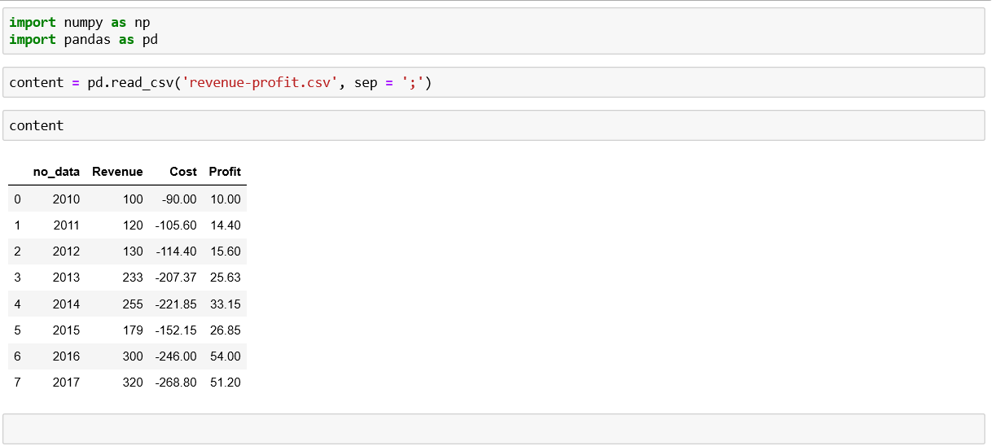 import numpy as np
import pandas as pd
content = pd.read_csv('revenue-profit.csv', sep = ';')
content
no_data Revenue Cost Profit
0 2010 100 -90.00 10.00
1 2011 120 -105.60 14.40
2 2012 130 -114.40 15.60
3 2013 233 -207.37 25.63
4 2014 255 -221.85 33.15
5 2015 179 -152.15 26.85
6 2016 300 -246.00 54.00
7 2017 320 -268.80 51.20